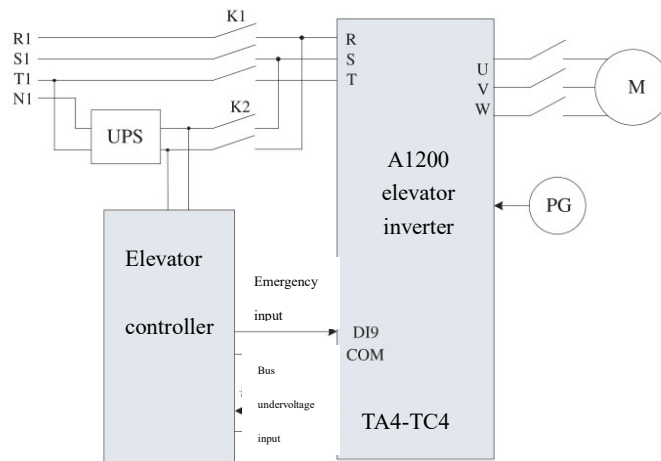 K1
R1
S1
T1
N1
K2
UPS
R
S
T
U
V
W
M
A1200
elevator
inverter
PG
Elevator
controller
Emergency
input
DI9
COM
Bus
undervoltage
input
TA4-TC4